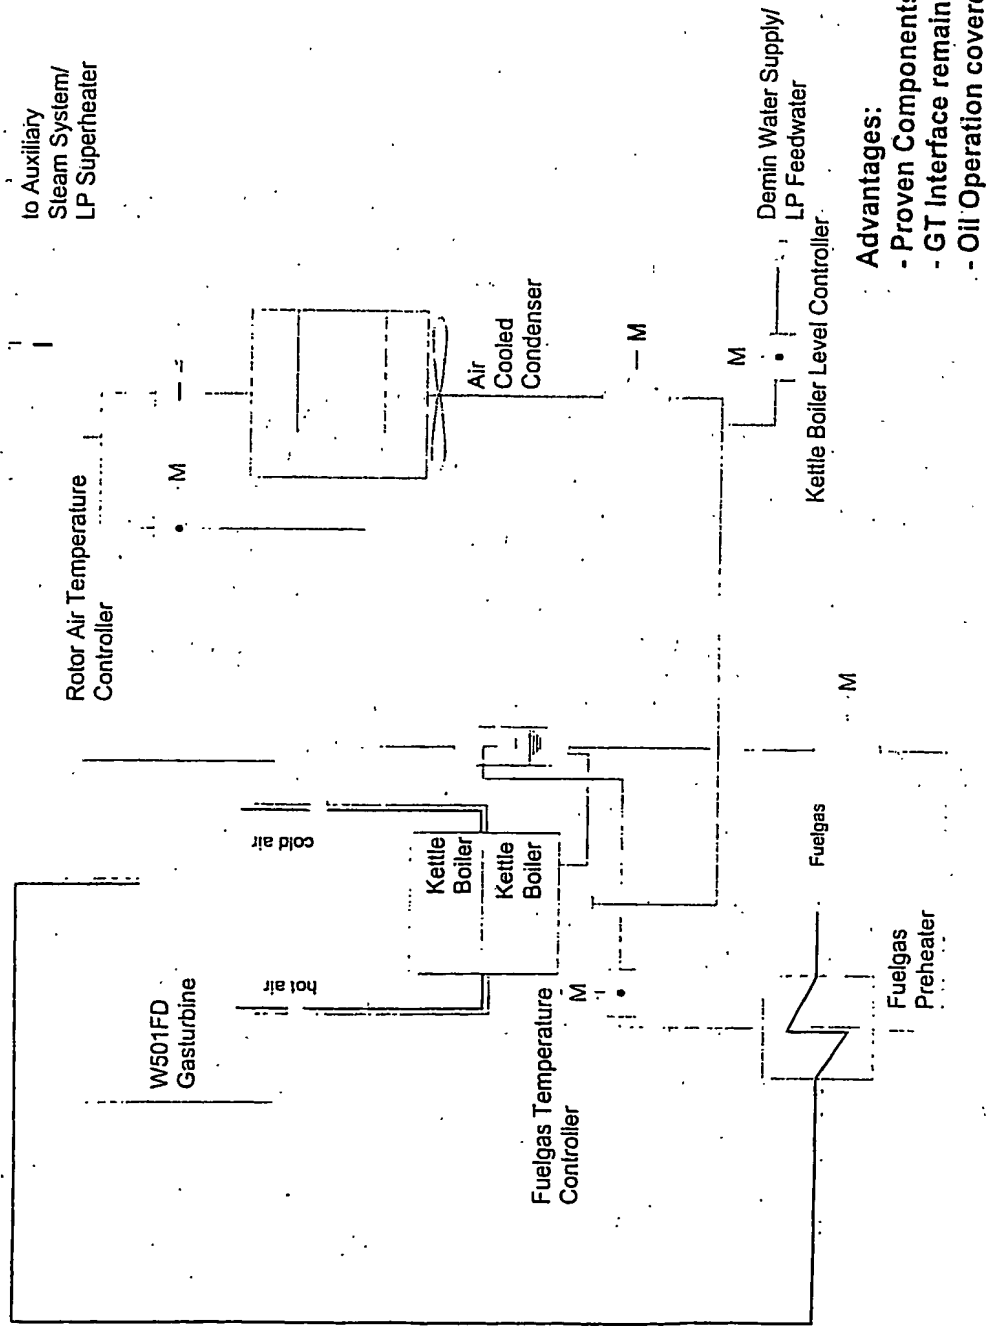 to Auxiliary
Steam System/
LP Superheater
Rotor Air Temperature
Controller
M
Air
Cooled
Condenser
M
Demin Water Supply/
LP Feedwater
M
Kettle Boiler Level Controller
W501FD
Gasturbine
hot air
cold air
Kettle
Boiler
Kettle
Boiler
Fuelgas Temperature
Controller
M
M
Fuelgas
Fuelgas
Preheater
Advantages:
- Proven Components
- GT Interface remain
- Oil Operation covere